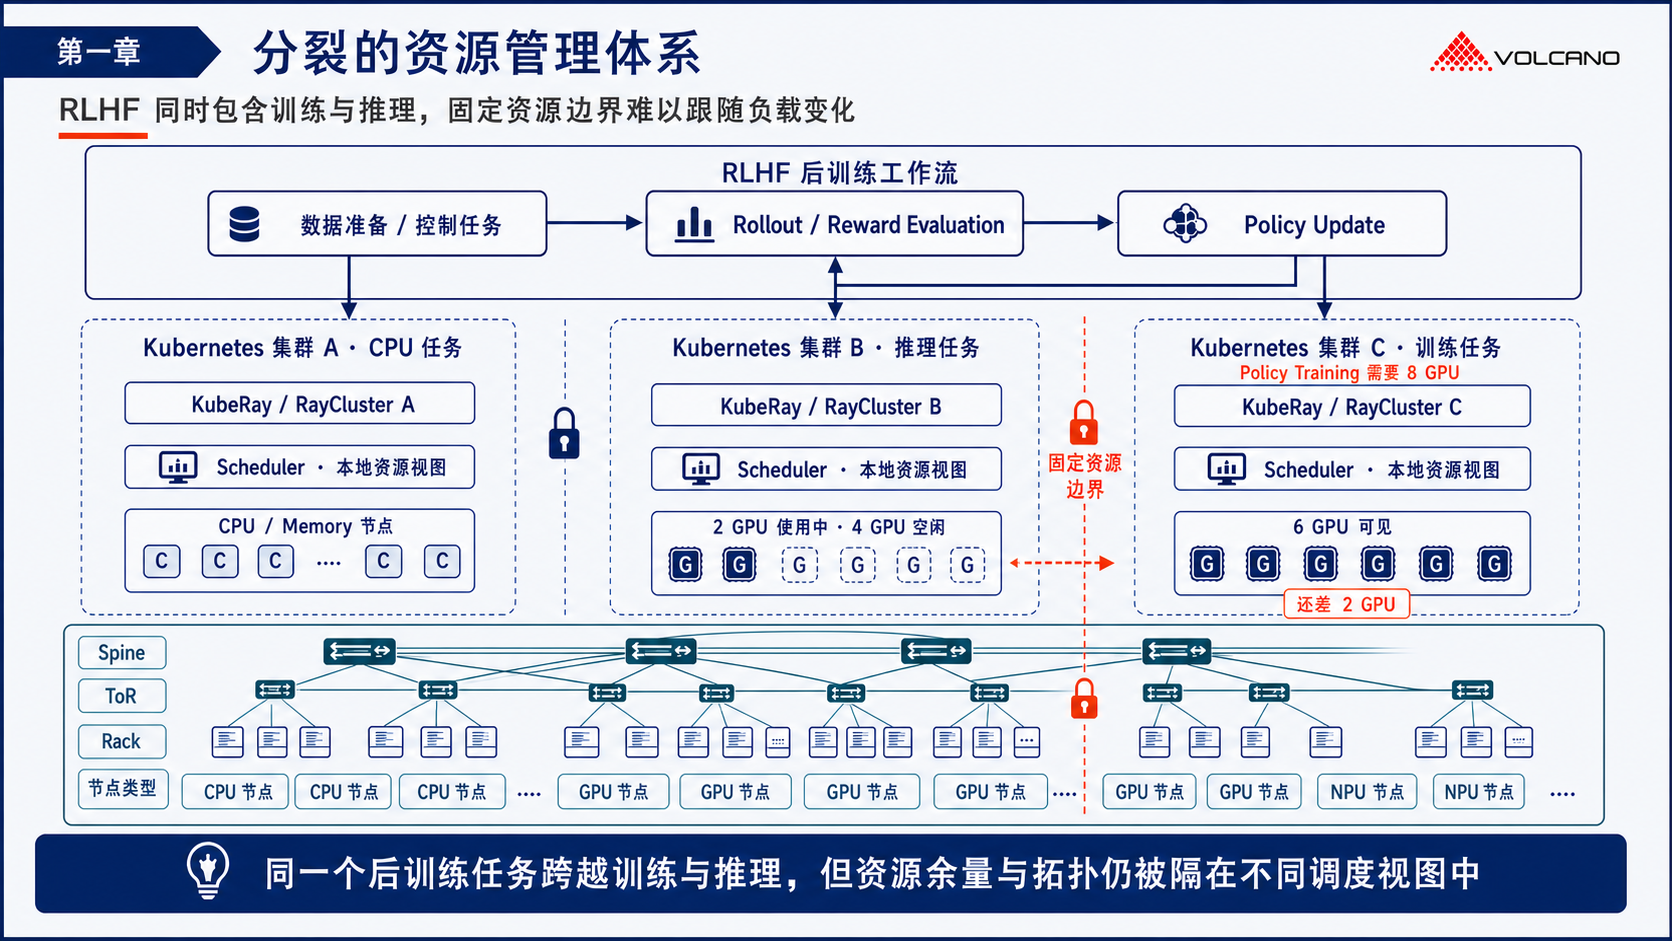 第一章
分裂的资源管理体系
VOLCANO
RLHF 同时包含训练与推理，固定资源边界难以跟随负载变化
RLHF 后训练工作流
数据准备 / 控制任务
Rollout / Reward Evaluation
Policy Update
Kubernetes 集群 A · CPU 任务
KubeRay / RayCluster A
Scheduler · 本地资源视图
CPU / Memory 节点
C C C .... C C
Kubernetes 集群 B · 推理任务
KubeRay / RayCluster B
Scheduler · 本地资源视图
2 GPU 使用中 · 4 GPU 空闲
G G G G G G
固定资源
边界
Kubernetes 集群 C · 训练任务
Policy Training 需要 8 GPU
KubeRay / RayCluster C
Scheduler · 本地资源视图
6 GPU 可见
G G G G G G
还差 2 GPU
Spine
ToR
Rack
节点类型
CPU 节点
CPU 节点
CPU 节点
....
GPU 节点
GPU 节点
GPU 节点
GPU 节点
....
GPU 节点
GPU 节点
NPU 节点
NPU 节点
....
同一个后训练任务跨越训练与推理，但资源余量与拓扑仍被隔在不同调度视图中